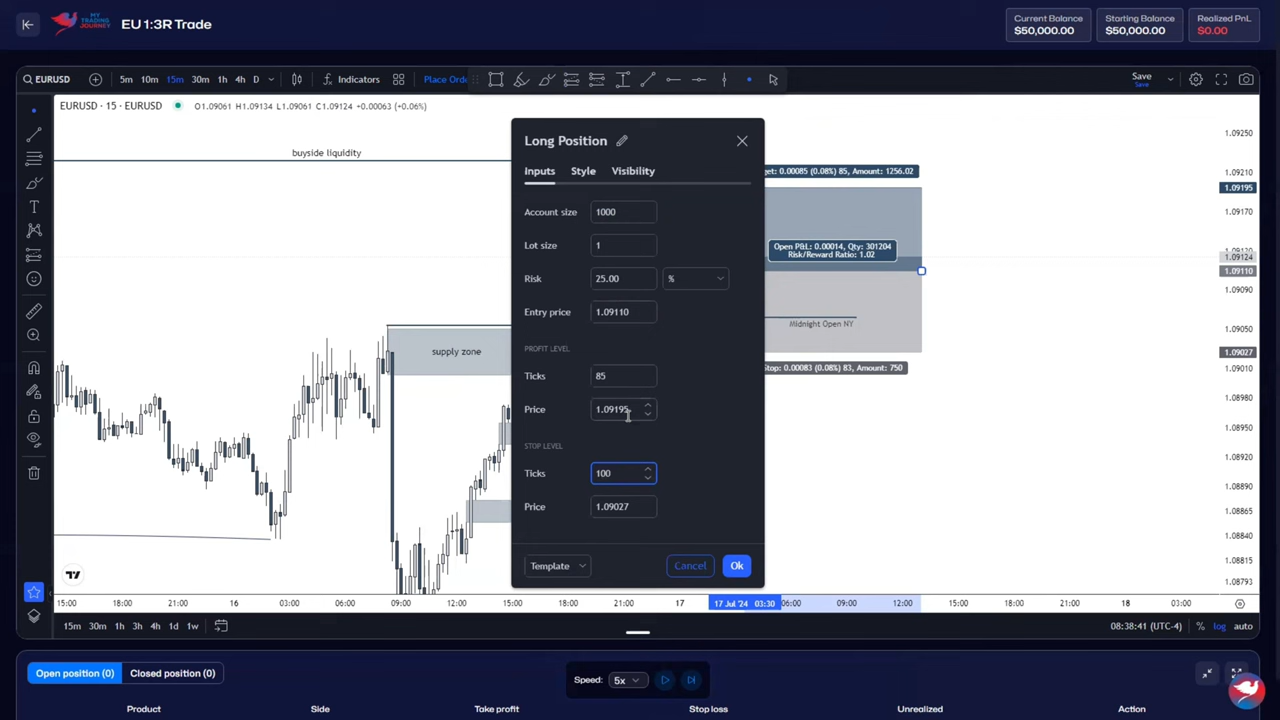 MY
TRADING
JOURNEY
EU 1:3R Trade
Current Balance
$50,000.00
Starting Balance
$50,000.00
Realized PnL
$0.00
EURUSD
5m 10m 15m 30m 1h 4h D
Indicators
Place Orde
Save
Save
EURUSD · 15 · EURUSD
O1.09061 H1.09134 L1.09061 C1.09124 +0.00063 (+0.06%)
buyside liquidity
supply zone
Long Position
Inputs Style Visibility
Account size 1000
Lot size 1
Risk 25.00 %
Entry price 1.09110
PROFIT LEVEL
Ticks 85
Price 1.09195
STOP LEVEL
Ticks 100
Price 1.09027
Template
Cancel
Ok
get: 0.00085 (0.08%) 85, Amount: 1256.02
Open P&L: 0.00014, Qty: 301204
Risk/Reward Ratio: 1.02
Midnight Open NY
Stop: 0.00083 (0.08%) 83, Amount: 750
1.09250
1.09210
1.09195
1.09170
1.09124
1.09110
1.09090
1.09050
1.09027
1.09010
1.08980
1.08950
1.08920
1.08895
1.08865
1.08840
1.08815
1.08793
15:00 18:00 21:00 16 03:00 06:00 09:00 12:00 15:00 18:00 21:00 17 17 Jul '24 03:30 06:00 09:00 12:00 15:00 18:00 21:00 18 03:00
15m 30m 1h 3h 4h 1d 1w
08:38:41 (UTC-4) % log auto
Open position (0)
Closed position (0)
Speed: 5x
Product Side Take profit Stop loss Unrealized Action